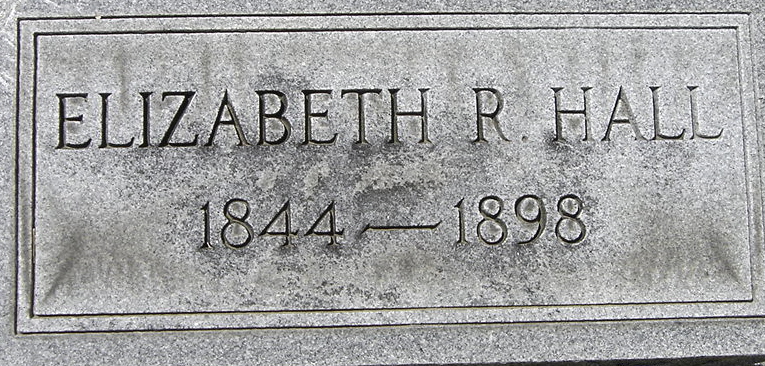 ELIZABETH R. HALL
1844 — 1898